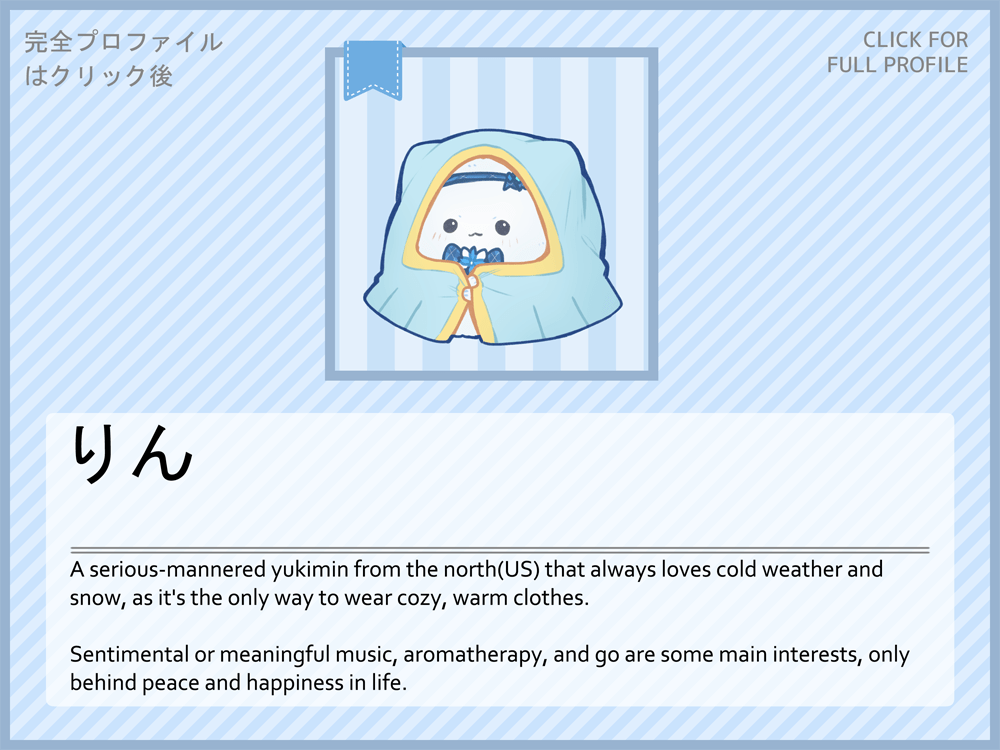 完全プロファイル
はクリック後
CLICK FOR
FULL PROFILE
りん
A serious-mannered yukimin from the north(US) that always loves cold weather and
snow, as it's the only way to wear cozy, warm clothes.
Sentimental or meaningful music, aromatherapy, and go are some main interests, only
behind peace and happiness in life.